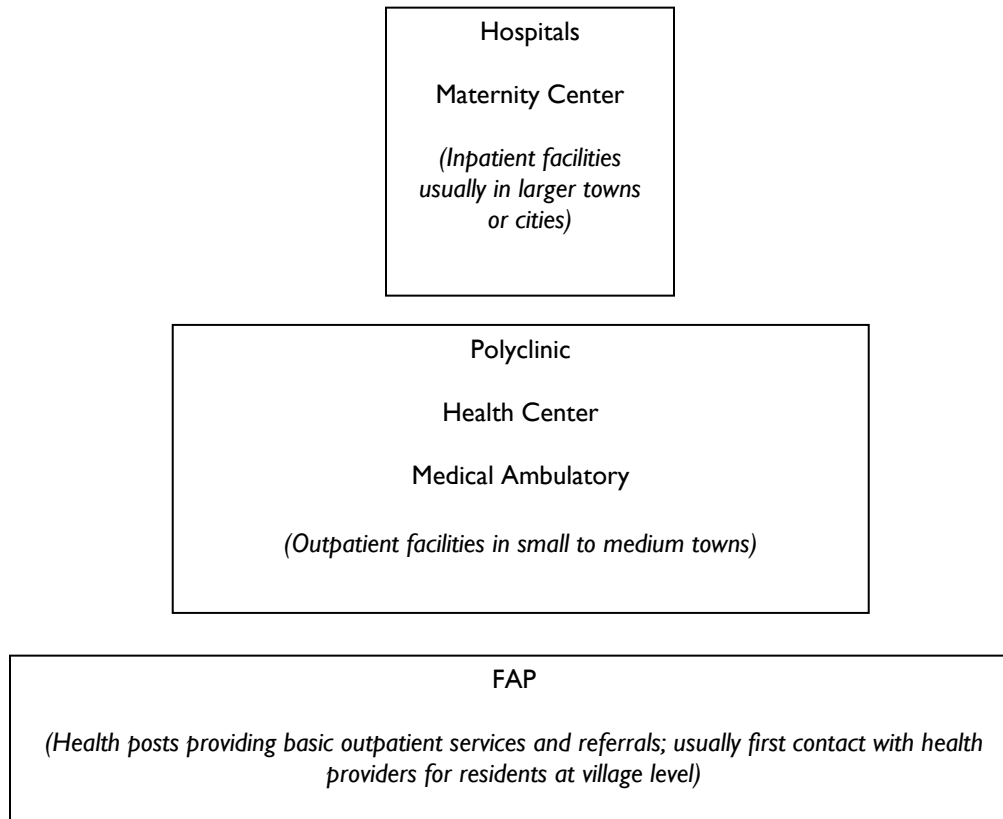 Hospitals
Maternity Center
(Inpatient facilities
usually in larger towns
or cities)
Polyclinic
Health Center
Medical Ambulatory
(Outpatient facilities in small to medium towns)
FAP
(Health posts providing basic outpatient services and referrals; usually first contact with health
providers for residents at village level)